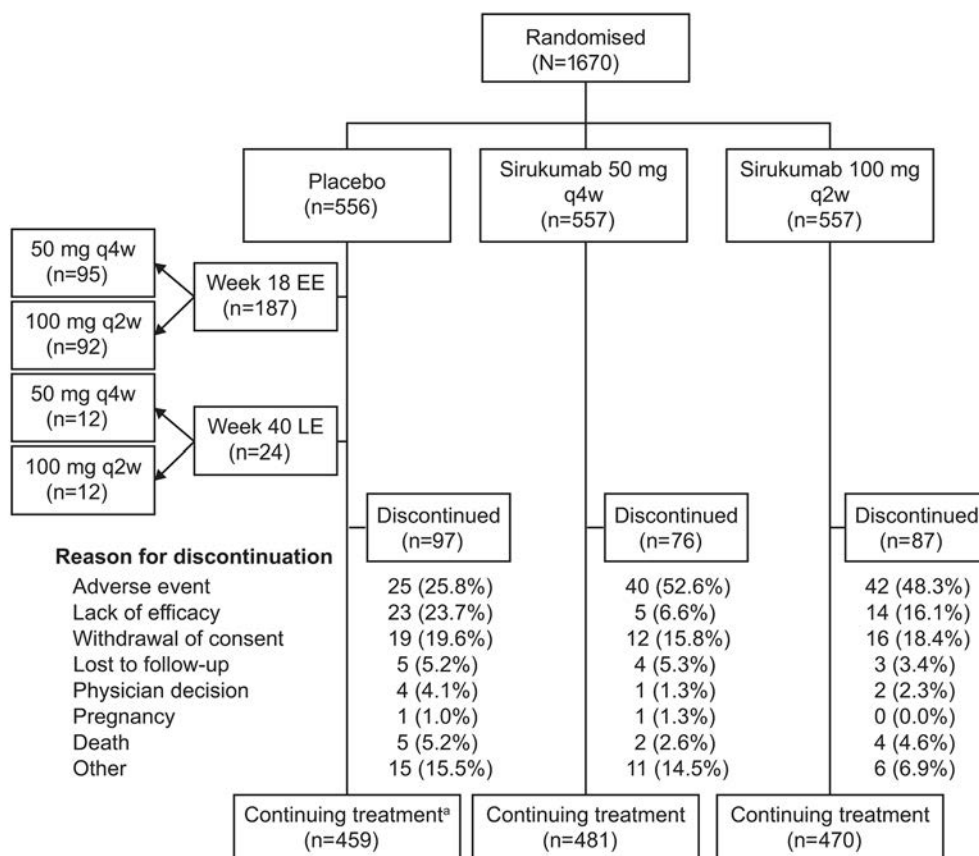 Randomised
(N=1670)
Placebo
(n=556)
Sirukumab 50 mg
q4w
(n=557)
Sirukumab 100 mg
q2w
(n=557)
50 mg q4w
(n=95)
100 mg q2w
(n=92)
Week 18 EE
(n=187)
50 mg q4w
(n=12)
100 mg q2w
(n=12)
Week 40 LE
(n=24)
Discontinued
(n=97)
Discontinued
(n=76)
Discontinued
(n=87)
Reason for discontinuation
Adverse event 25 (25.8%) 40 (52.6%) 42 (48.3%)
Lack of efficacy 23 (23.7%) 5 (6.6%) 14 (16.1%)
Withdrawal of consent 19 (19.6%) 12 (15.8%) 16 (18.4%)
Lost to follow-up 5 (5.2%) 4 (5.3%) 3 (3.4%)
Physician decision 4 (4.1%) 1 (1.3%) 2 (2.3%)
Pregnancy 1 (1.0%) 1 (1.3%) 0 (0.0%)
Death 5 (5.2%) 2 (2.6%) 4 (4.6%)
Other 15 (15.5%) 11 (14.5%) 6 (6.9%)
Continuing treatmentᵃ
(n=459)
Continuing treatment
(n=481)
Continuing treatment
(n=470)